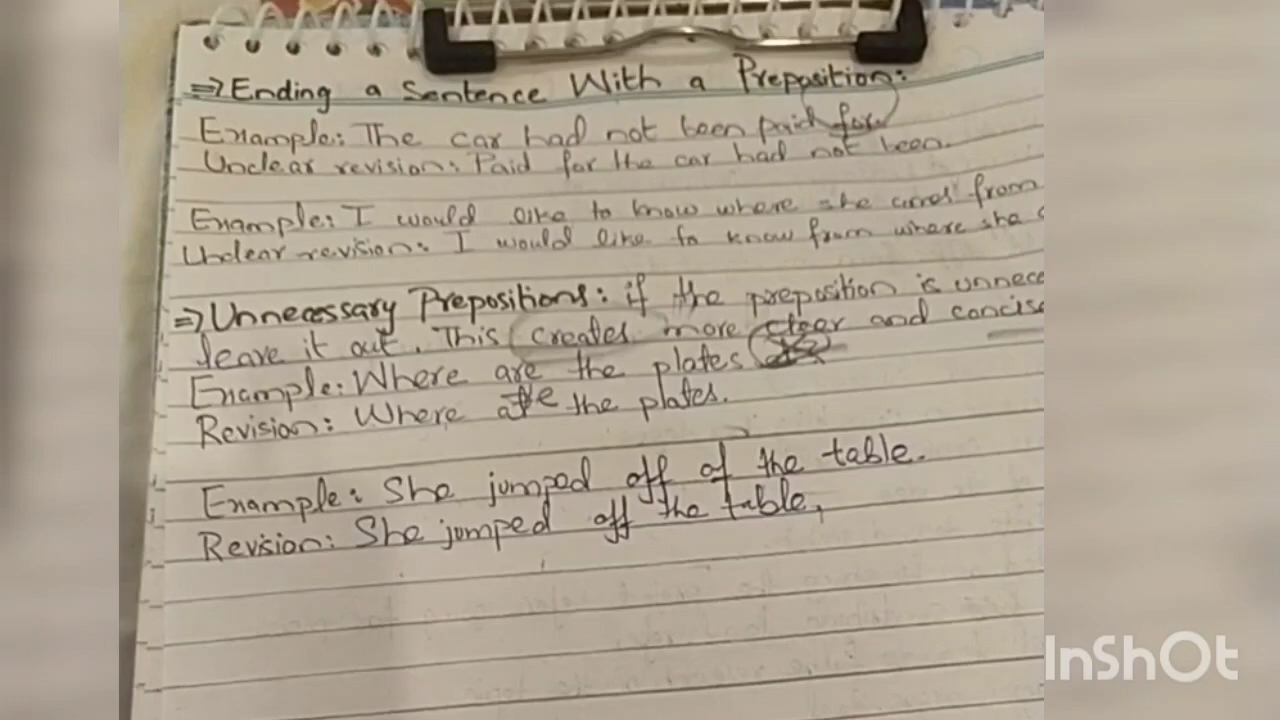 => Ending a Sentence With a Preposition:
Example: The car had not been paid for.
Unclear revision: Paid for the car had not been.
Example: I would like to know where she comes from
Unclear revision: I would like to know from where she
=> Unnecessary Prepositions: if the preposition is unnece
leave it out. This creates more clear and concise
Example: Where are the plates
Revision: Where are the plates.
Example: She jumped off of the table.
Revision: She jumped off the table,
InShOt